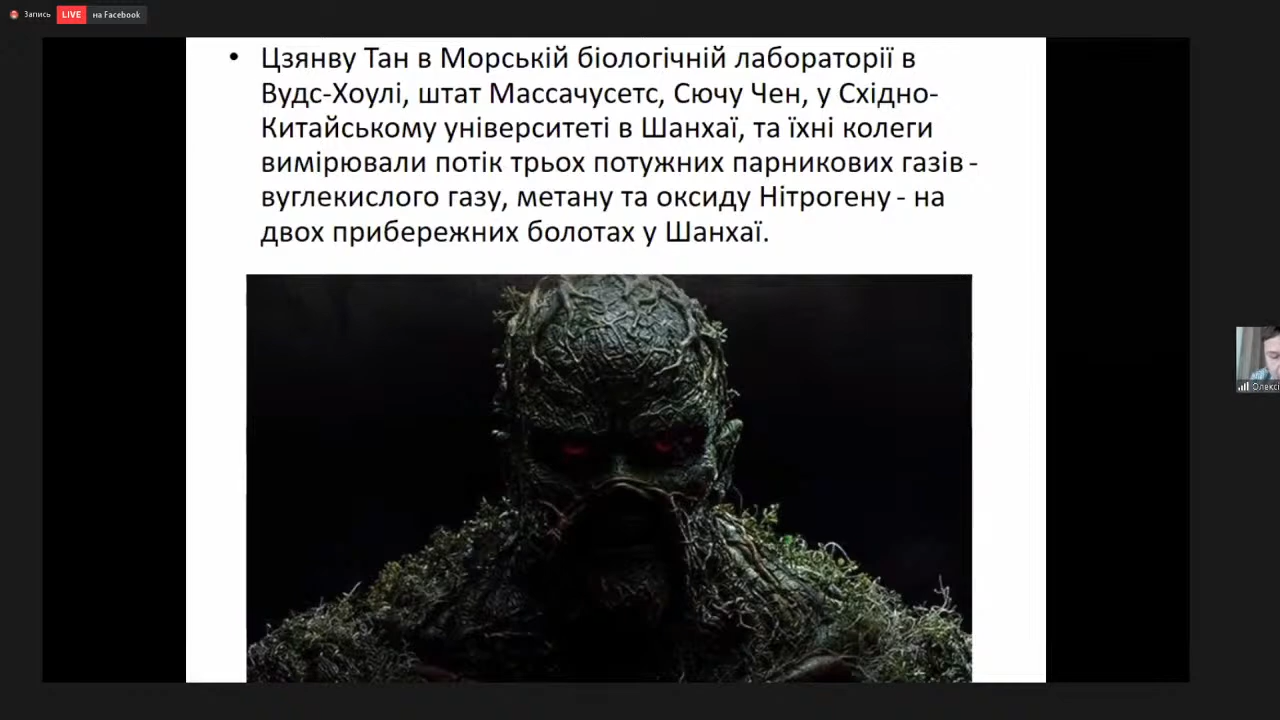 Запись LIVE на Facebook
• Цзянву Тан в Морській біологічній лабораторії в
Вудс-Хоулі, штат Массачусетс, Сючу Чен, у Східно-
Китайському університеті в Шанхаї, та їхні колеги
вимірювали потік трьох потужних парникових газів -
вуглекислого газу, метану та оксиду Нітрогену - на
двох прибережних болотах у Шанхаї.
Олексі